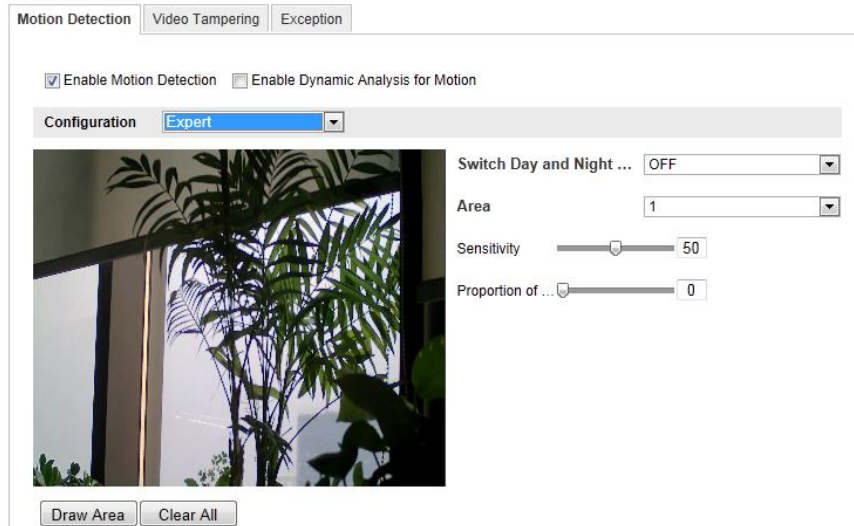 Motion Detection Video Tampering Exception
Enable Motion Detection Enable Dynamic Analysis for Motion
Configuration Expert
Switch Day and Night ... OFF
Area 1
Sensitivity 50
Proportion of ... 0
Draw Area Clear All